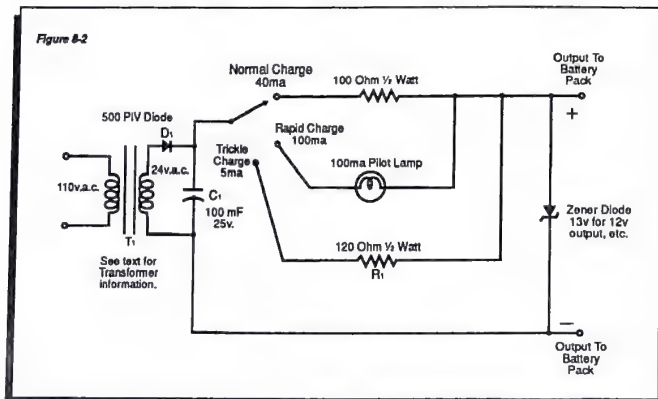 Figure 8-2
Normal Charge
40ma
100 Ohm ½ Watt
Output To
Battery
Pack
+
500 PIV Diode
D1
Rapid Charge
100ma
Trickle
Charge
5ma
100ma Pilot Lamp
110v.a.c.
24v.a.c.
C1
100 mF
25v.
Zener Diode
13v for 12v
output, etc.
T1
See text for
Transformer
information.
120 Ohm ½ Watt
R1
−
Output To
Battery
Pack